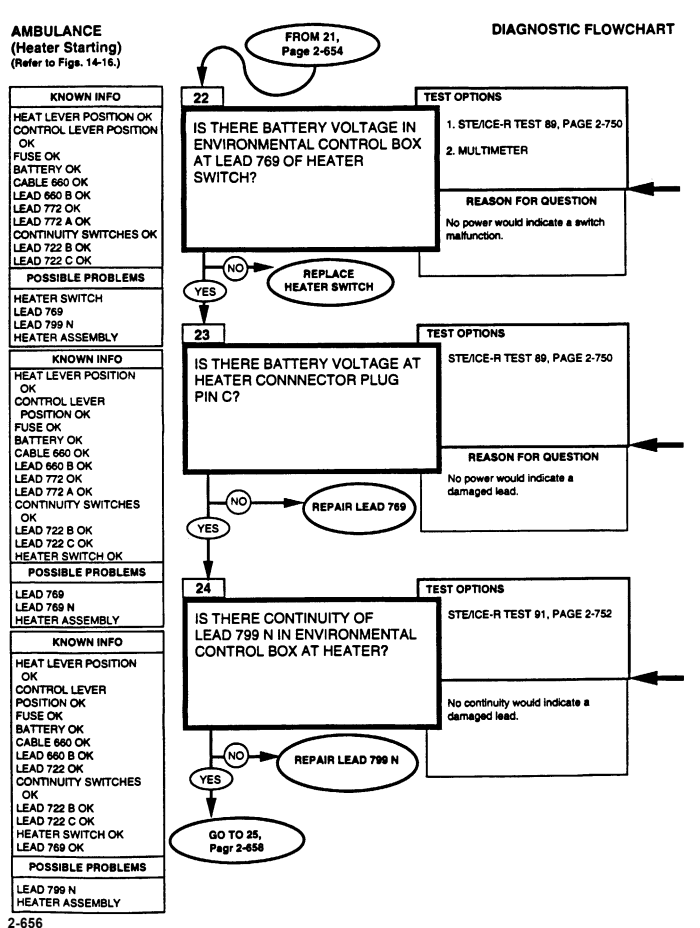 AMBULANCE
(Heater Starting)
(Refer to Figs. 14-16.)
DIAGNOSTIC FLOWCHART
FROM 21,
Page 2-654
KNOWN INFO
HEAT LEVER POSITION OK
CONTROL LEVER POSITION
OK
FUSE OK
BATTERY OK
CABLE 660 OK
LEAD 660 B OK
LEAD 772 OK
LEAD 772 A OK
CONTINUITY SWITCHES OK
LEAD 722 B OK
LEAD 722 C OK
POSSIBLE PROBLEMS
HEATER SWITCH
LEAD 769
LEAD 799 N
HEATER ASSEMBLY
22
IS THERE BATTERY VOLTAGE IN
ENVIRONMENTAL CONTROL BOX
AT LEAD 769 OF HEATER
SWITCH?
TEST OPTIONS
1. STE/ICE-R TEST 89, PAGE 2-750
2. MULTIMETER
REASON FOR QUESTION
No power would indicate a switch
malfunction.
NO
REPLACE
HEATER SWITCH
YES
KNOWN INFO
HEAT LEVER POSITION
OK
CONTROL LEVER
POSITION OK
FUSE OK
BATTERY OK
CABLE 660 OK
LEAD 660 B OK
LEAD 772 OK
LEAD 772 A OK
CONTINUITY SWITCHES
OK
LEAD 722 B OK
LEAD 722 C OK
HEATER SWITCH OK
POSSIBLE PROBLEMS
LEAD 769
LEAD 769 N
HEATER ASSEMBLY
23
IS THERE BATTERY VOLTAGE AT
HEATER CONNNECTOR PLUG
PIN C?
TEST OPTIONS
STE/ICE-R TEST 89, PAGE 2-750
REASON FOR QUESTION
No power would indicate a
damaged lead.
NO
REPAIR LEAD 769
YES
KNOWN INFO
HEAT LEVER POSITION
OK
CONTROL LEVER
POSITION OK
FUSE OK
BATTERY OK
CABLE 660 OK
LEAD 660 B OK
LEAD 722 OK
CONTINUITY SWITCHES
OK
LEAD 722 B OK
LEAD 722 C OK
HEATER SWITCH OK
LEAD 769 OK
POSSIBLE PROBLEMS
LEAD 799 N
HEATER ASSEMBLY
24
IS THERE CONTINUITY OF
LEAD 799 N IN ENVIRONMENTAL
CONTROL BOX AT HEATER?
TEST OPTIONS
STE/ICE-R TEST 91, PAGE 2-752
No continuity would indicate a
damaged lead.
NO
REPAIR LEAD 799 N
YES
GO TO 25,
Pagr 2-658
2-656